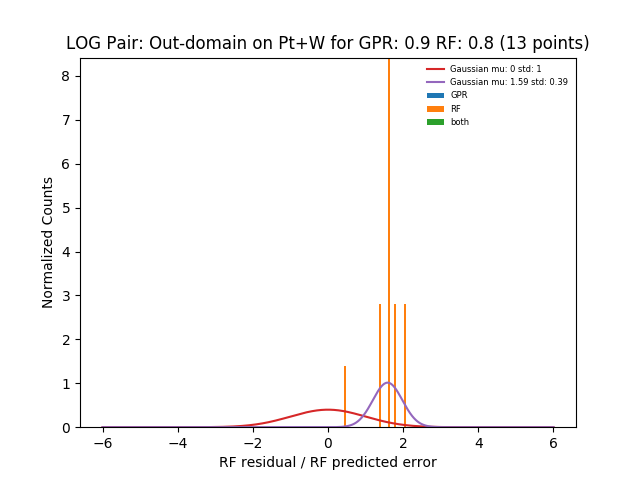 LOG Pair: Out-domain on Pt+W for GPR: 0.9 RF: 0.8 (13 points)
Gaussian mu: 0 std: 1
Gaussian mu: 1.59 std: 0.39
GPR
RF
both
Normalized Counts
8
7
6
5
4
3
2
1
0
−6 −4 −2 0 2 4 6
RF residual / RF predicted error